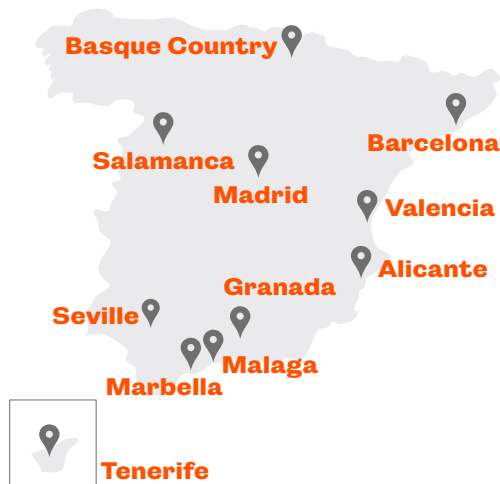 Basque Country
Barcelona
Salamanca
Madrid
Valencia
Alicante
Granada
Seville
Malaga
Marbella
Tenerife